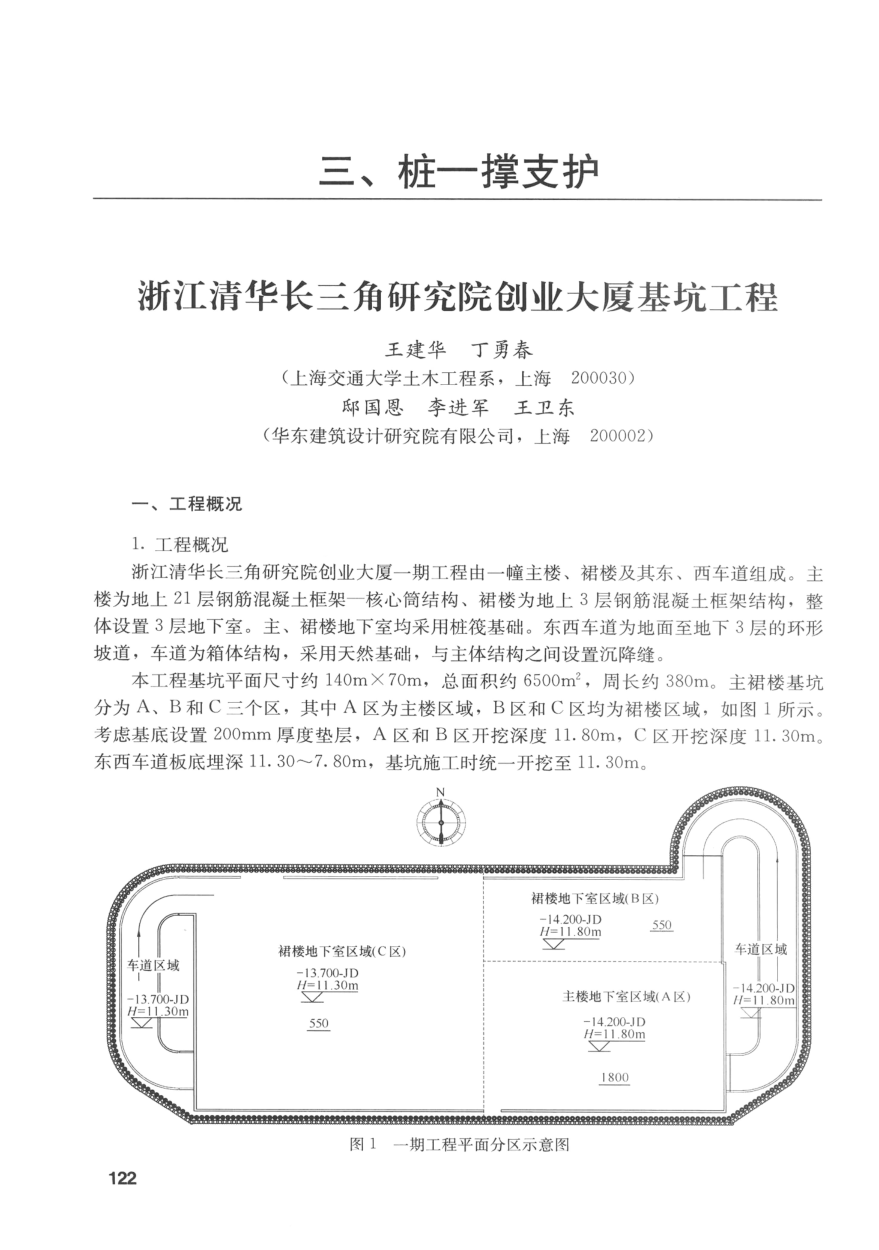 三、桩—撑支护
浙江清华长三角研究院创业大厦基坑工程
王建华　丁勇春
（上海交通大学土木工程系，上海　200030）
邸国恩　李进军　王卫东
（华东建筑设计研究院有限公司，上海　200002）
一、工程概况
1. 工程概况
浙江清华长三角研究院创业大厦一期工程由一幢主楼、裙楼及其东、西车道组成。主
楼为地上 21 层钢筋混凝土框架—核心筒结构、裙楼为地上 3 层钢筋混凝土框架结构，整
体设置 3 层地下室。主、裙楼地下室均采用桩筏基础。东西车道为地面至地下 3 层的环形
坡道，车道为箱体结构，采用天然基础，与主体结构之间设置沉降缝。
本工程基坑平面尺寸约 140m×70m，总面积约 6500m²，周长约 380m。主裙楼基坑
分为 A、B 和 C 三个区，其中 A 区为主楼区域，B 区和 C 区均为裙楼区域，如图 1 所示。
考虑基底设置 200mm 厚度垫层，A 区和 B 区开挖深度 11.80m，C 区开挖深度 11.30m。
东西车道板底埋深 11.30～7.80m，基坑施工时统一开挖至 11.30m。
N
裙楼地下室区域(B区)
-14.200-JD
H=11.80m
550
裙楼地下室区域(C区)
-13.700-JD
H=11.30m
550
车道区域
-13.700-JD
H=11.30m
车道区域
-14.200-JD
H=11.80m
主楼地下室区域(A区)
-14.200-JD
H=11.80m
1800
图 1　一期工程平面分区示意图
122